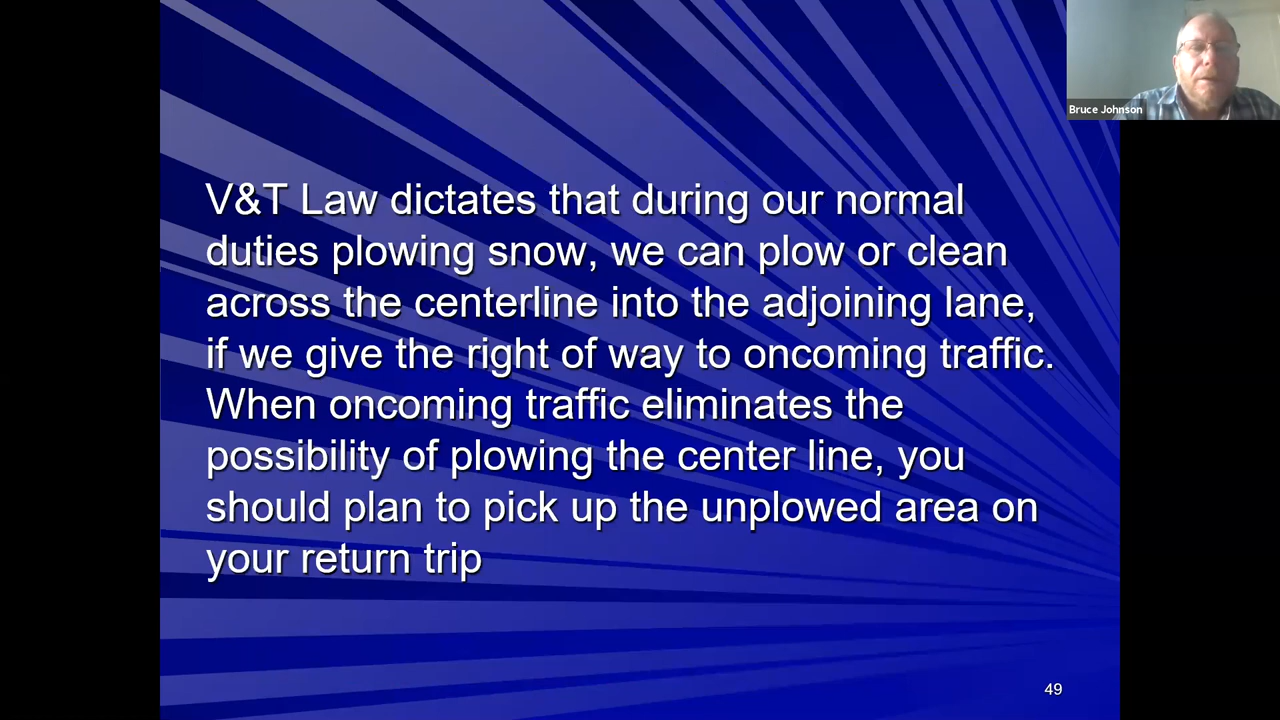 Bruce Johnson
V&T Law dictates that during our normal
duties plowing snow, we can plow or clean
across the centerline into the adjoining lane,
if we give the right of way to oncoming traffic.
When oncoming traffic eliminates the
possibility of plowing the center line, you
should plan to pick up the unplowed area on
your return trip
49